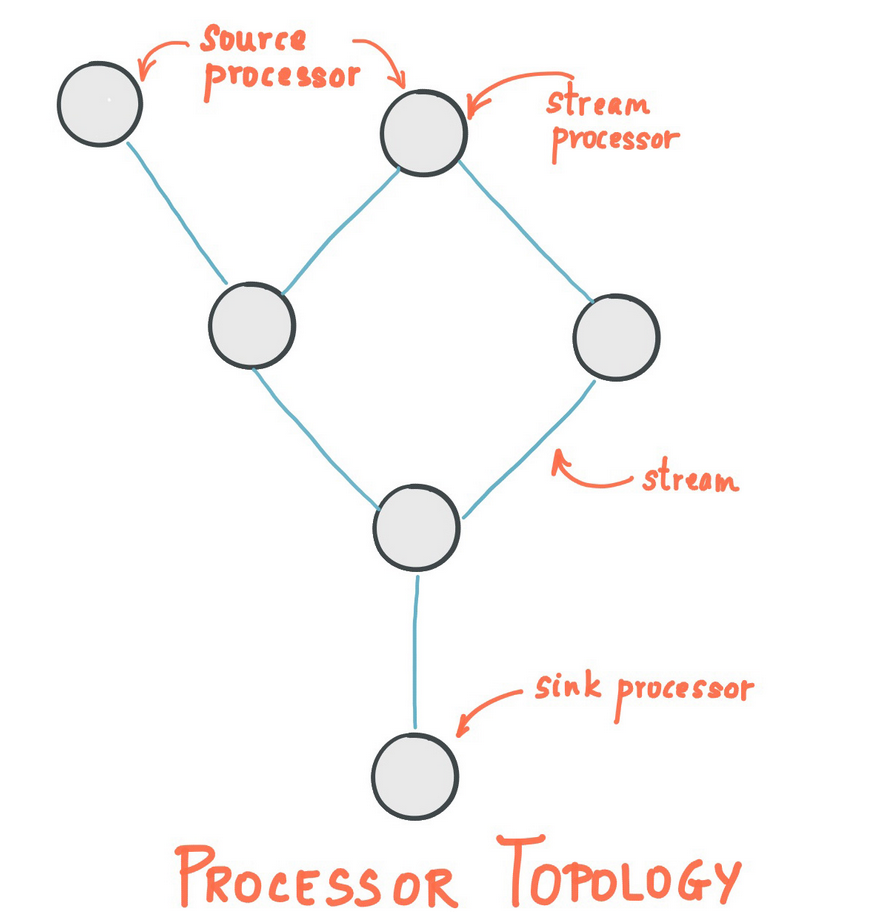 source
processor
stream
processor
stream
sink processor
PROCESSOR TOPOLOGY